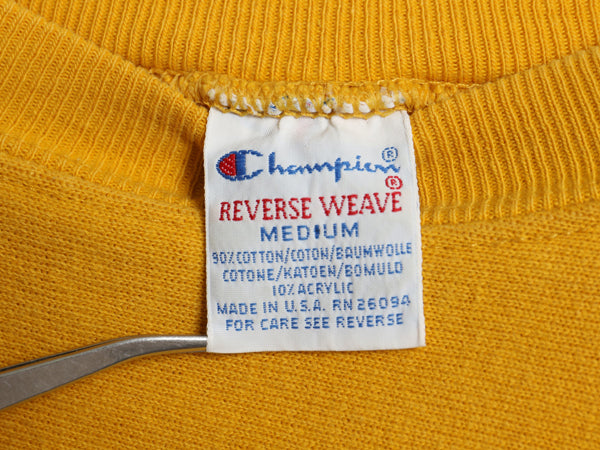 Champion®
REVERSE WEAVE®
MEDIUM
90% COTTON/COTON/BAUMWOLLE
COTONE/KATOEN/BOMULD
10% ACRYLIC
MADE IN U.S.A. RN 26094
FOR CARE SEE REVERSE